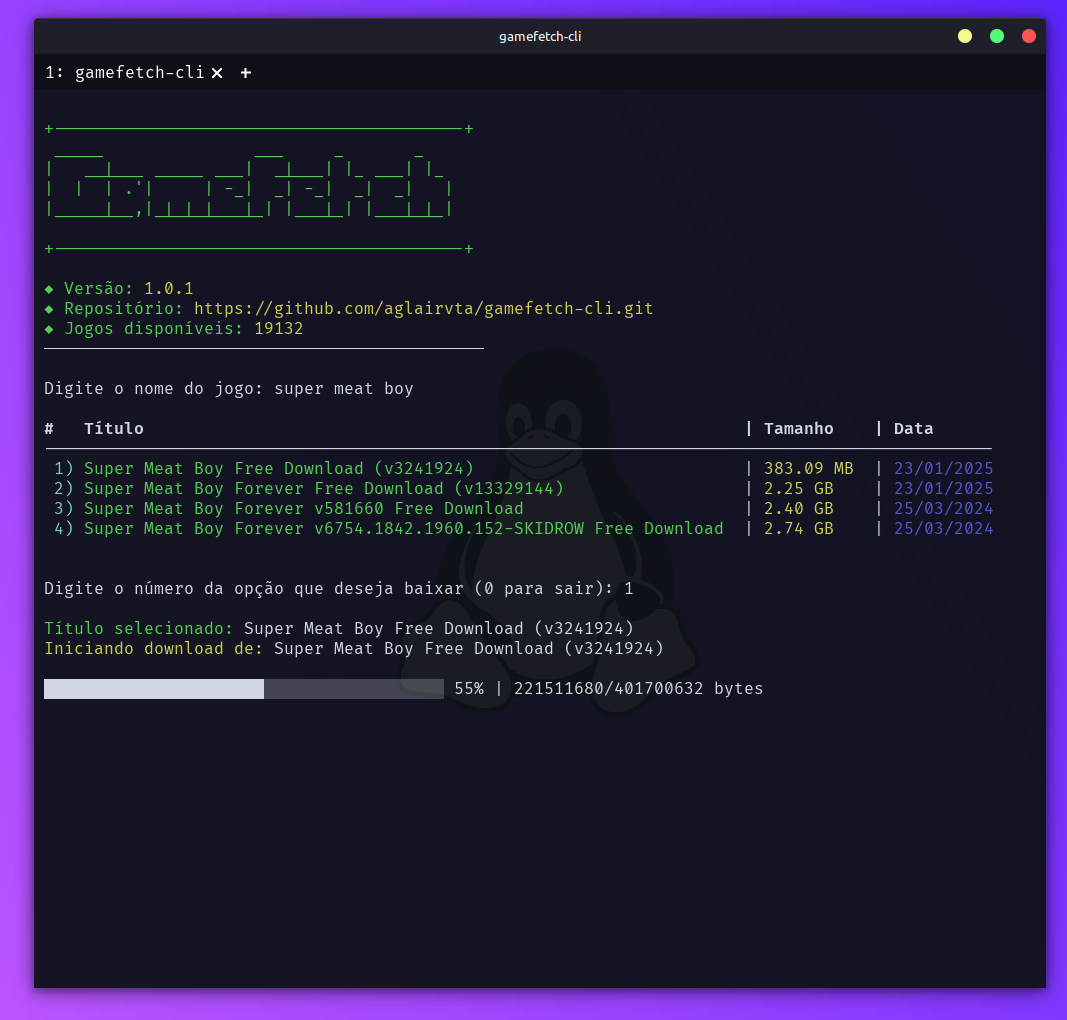 gamefetch-cli
1: gamefetch-cli × +
GameFetch
◆ Versão: 1.0.1
◆ Repositório: https://github.com/aglairvta/gamefetch-cli.git
◆ Jogos disponíveis: 19132
Digite o nome do jogo: super meat boy
# Título | Tamanho | Data
1) Super Meat Boy Free Download (v3241924) | 383.09 MB | 23/01/2025
2) Super Meat Boy Forever Free Download (v13329144) | 2.25 GB | 23/01/2025
3) Super Meat Boy Forever v581660 Free Download | 2.40 GB | 25/03/2024
4) Super Meat Boy Forever v6754.1842.1960.152-SKIDROW Free Download | 2.74 GB | 25/03/2024
Digite o número da opção que deseja baixar (0 para sair): 1
Título selecionado: Super Meat Boy Free Download (v3241924)
Iniciando download de: Super Meat Boy Free Download (v3241924)
55% | 221511680/401700632 bytes